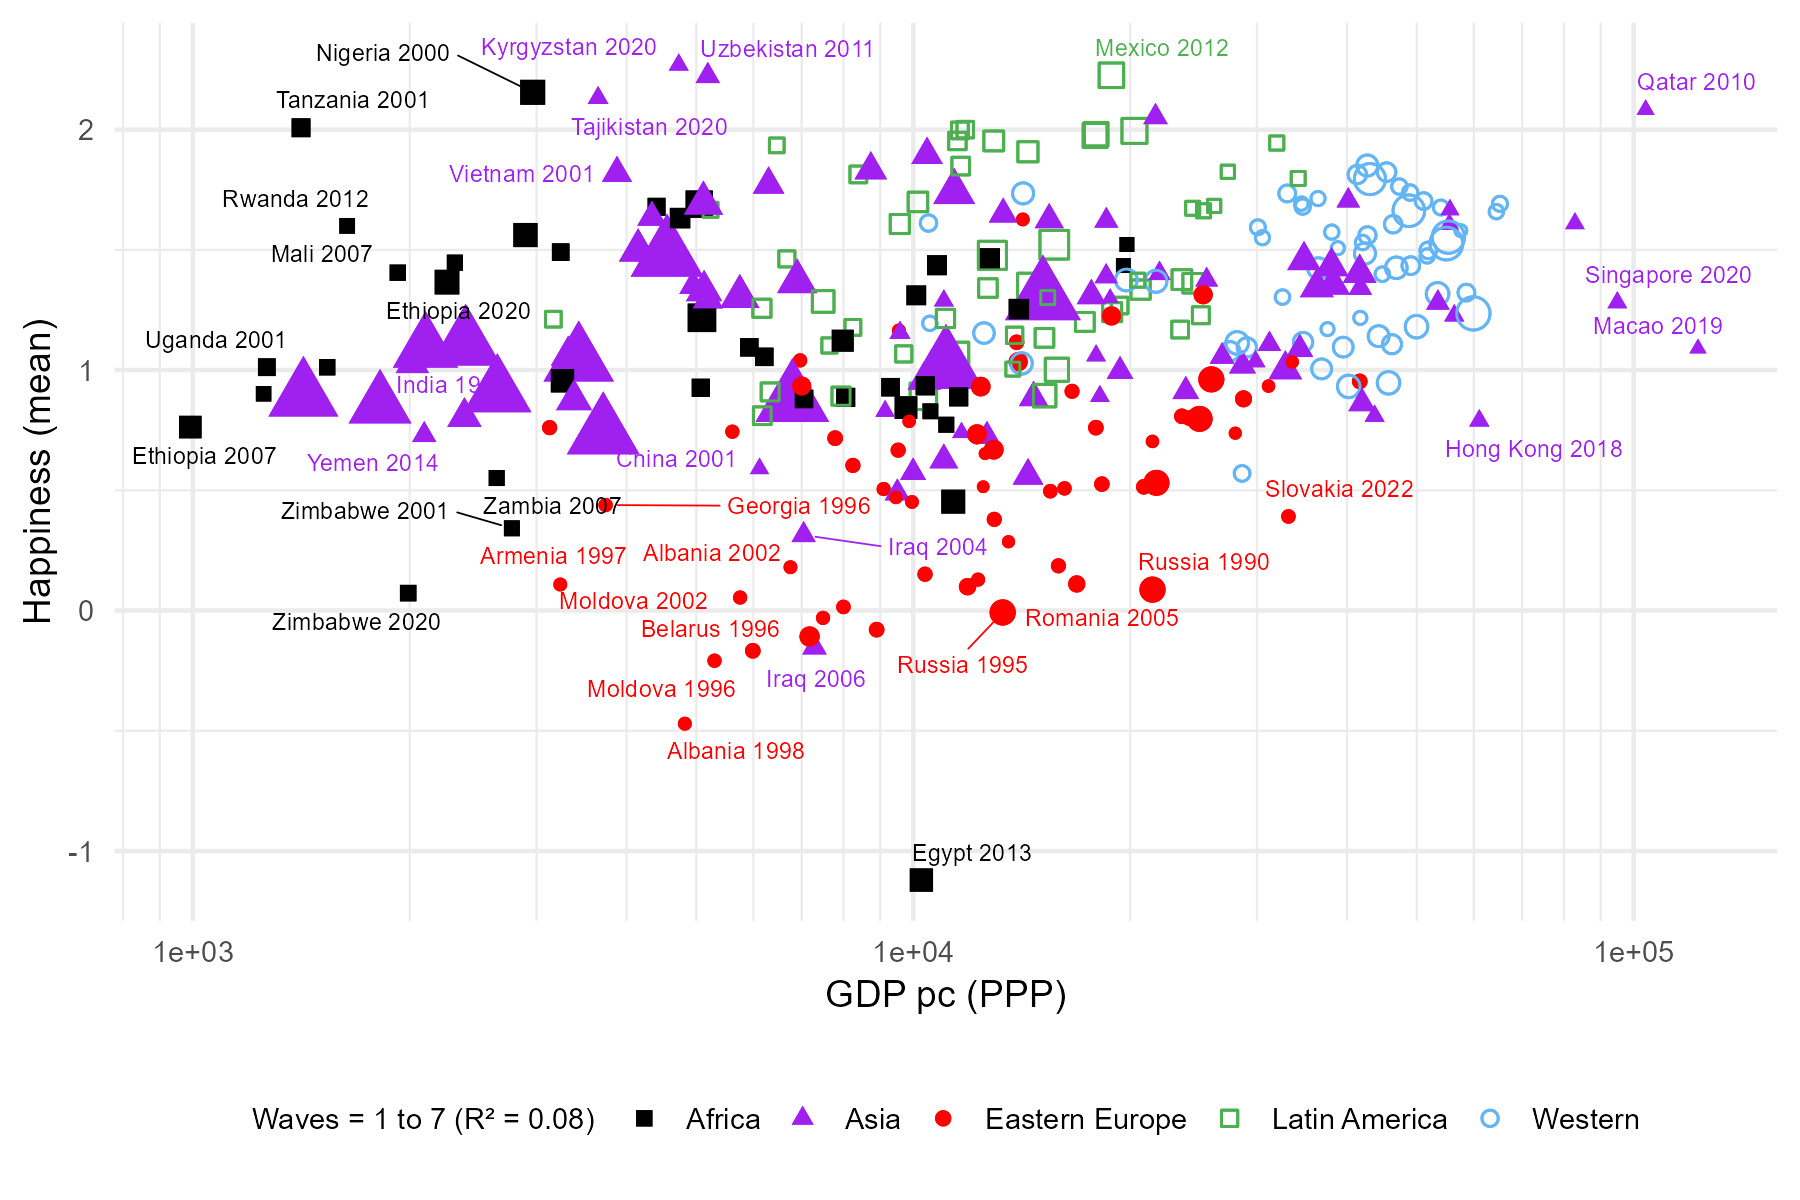 Nigeria 2000
Kyrgyzstan 2020
Uzbekistan 2011
Mexico 2012
Qatar 2010
Tanzania 2001
Tajikistan 2020
2
Vietnam 2001
Rwanda 2012
Mali 2007
Singapore 2020
Ethiopia 2020
Macao 2019
Uganda 2001
1
India 19
Ethiopia 2007
Yemen 2014
China 2001
Hong Kong 2018
Slovakia 2022
Zambia 2007
Zimbabwe 2001
Georgia 1996
Iraq 2004
Armenia 1997
Albania 2002
Russia 1990
Moldova 2002
0
Zimbabwe 2020
Belarus 1996
Romania 2005
Russia 1995
Iraq 2006
Moldova 1996
Albania 1998
-1
Egypt 2013
Happiness (mean)
1e+03
1e+04
1e+05
GDP pc (PPP)
Waves = 1 to 7 (R² = 0.08) Africa Asia Eastern Europe Latin America Western